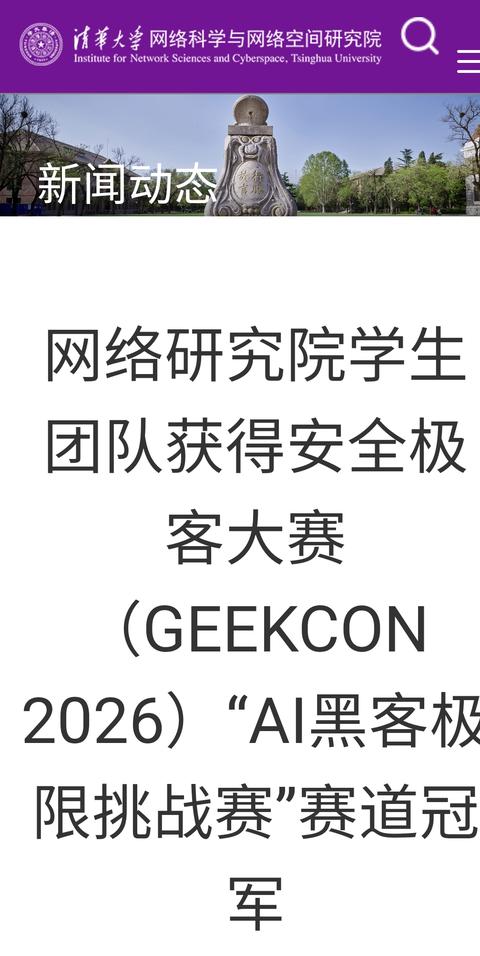 清华大学 网络科学与网络空间研究院
Institute for Network Sciences and Cyberspace, Tsinghua University
新闻动态
网络研究院学生
团队获得安全极
客大赛
（GEEKCON
2026）“AI黑客极
限挑战赛”赛道冠
军